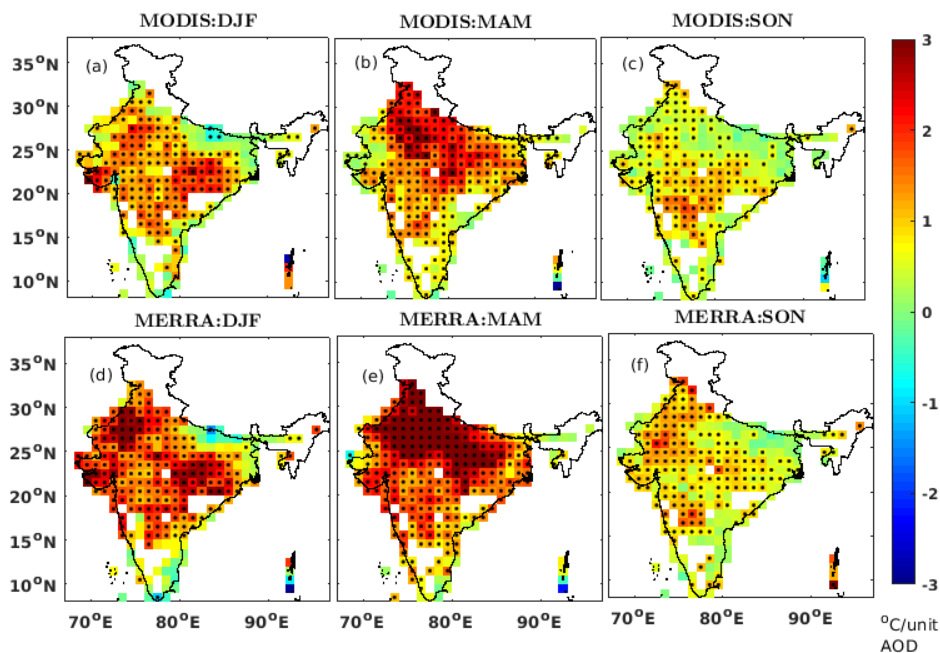 MODIS:DJF MODIS:MAM MODIS:SON
(a) (b) (c)
35°N
30°N
25°N
20°N
15°N
10°N
MERRA:DJF MERRA:MAM MERRA:SON
(d) (e) (f)
35°N
30°N
25°N
20°N
15°N
10°N
70°E 80°E 90°E 70°E 80°E 90°E 70°E 80°E 90°E
3
2
1
0
-1
-2
-3
°C/unit
AOD